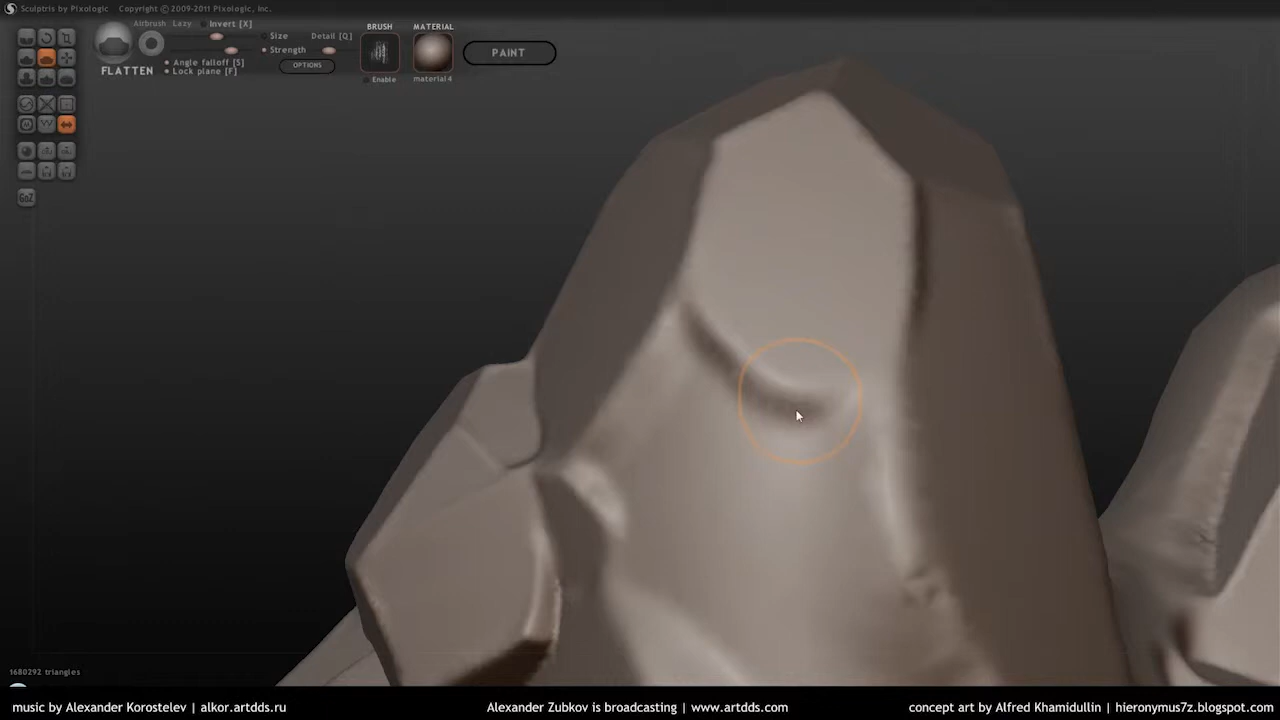 Sculptris by Pixologic Copyright © 2009-2011 Pixologic, Inc.
Airbrush Lazy Invert [X]
Size Detail [Q]
Strength
Angle falloff [S]
FLATTEN Lock plane [F]
OPTIONS
BRUSH
Enable
MATERIAL
material4
PAINT
GoZ
1680292 triangles
music by Alexander Korostelev | alkor.artdds.ru
Alexander Zubkov is broadcasting | www.artdds.com
concept art by Alfred Khamidullin | hieronymus7z.blogspot.com